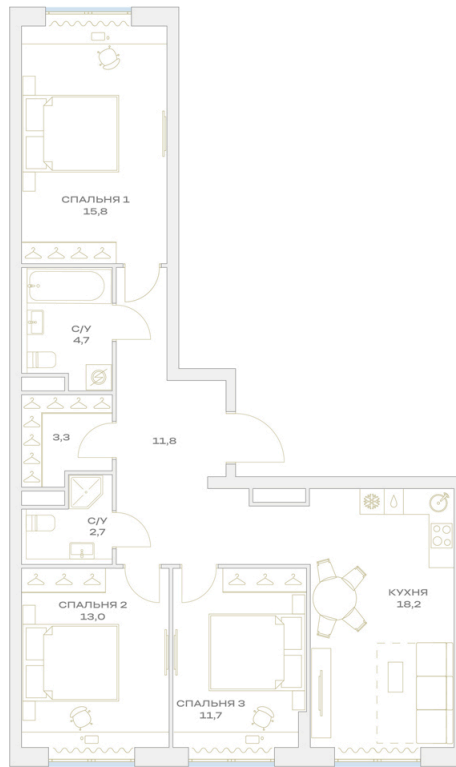 СПАЛЬНЯ 1
15,8
С/У
4,7
3,3
11,8
С/У
2,7
СПАЛЬНЯ 2
13,0
СПАЛЬНЯ 3
11,7
КУХНЯ
18,2